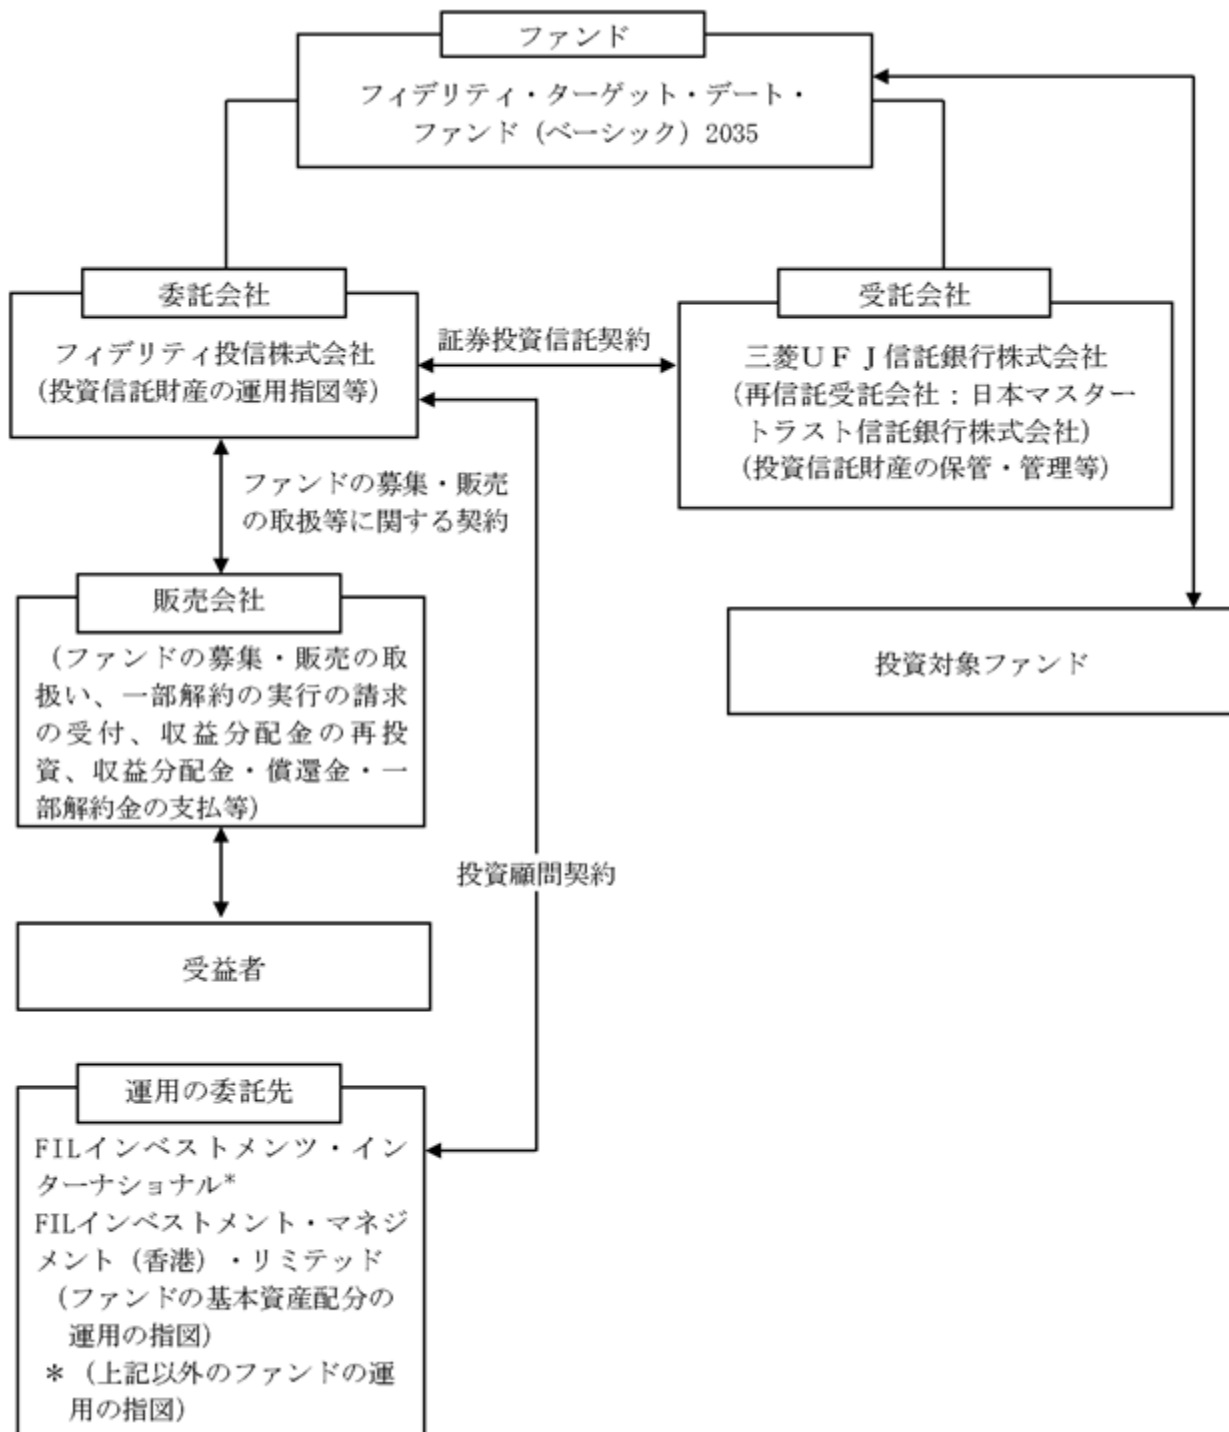 ファンド
フィデリティ・ターゲット・デート・
ファンド（ベーシック）2035
委託会社
フィデリティ投信株式会社
（投資信託財産の運用指図等）
証券投資信託契約
受託会社
三菱ＵＦＪ信託銀行株式会社
（再信託受託会社：日本マスター
トラスト信託銀行株式会社）
（投資信託財産の保管・管理等）
ファンドの募集・販売
の取扱等に関する契約
販売会社
（ファンドの募集・販売の取
扱い、一部解約の実行の請求
の受付、収益分配金の再投
資、収益分配金・償還金・一
部解約金の支払等）
投資対象ファンド
投資顧問契約
受益者
運用の委託先
FILインベストメンツ・イン
ターナショナル*
FILインベストメント・マネジ
メント（香港）・リミテッド
（ファンドの基本資産配分の
運用の指図）
＊（上記以外のファンドの運
用の指図）